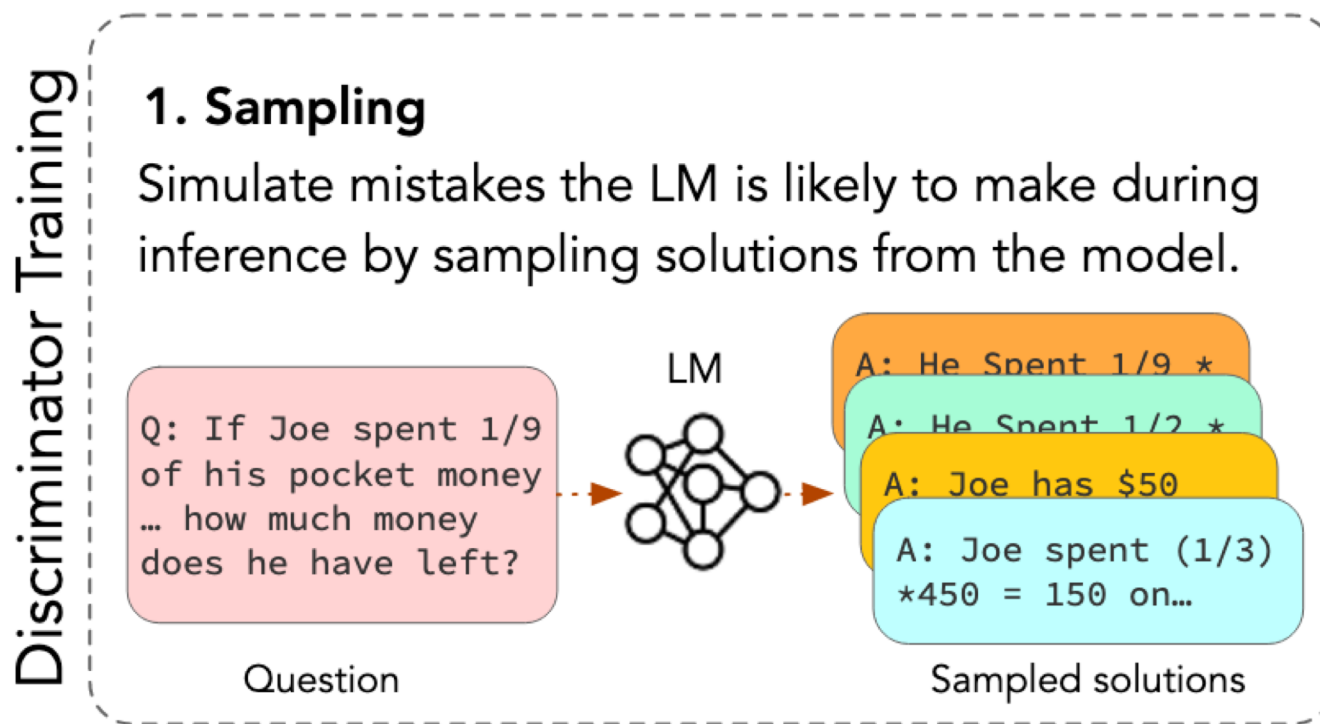 Discriminator Training
1. Sampling
Simulate mistakes the LM is likely to make during
inference by sampling solutions from the model.
Q: If Joe spent 1/9
of his pocket money
… how much money
does he have left?
Question
LM
A: He Spent 1/9 *
A: He Spent 1/2 *
A: Joe has $50
A: Joe spent (1/3)
*450 = 150 on…
Sampled solutions